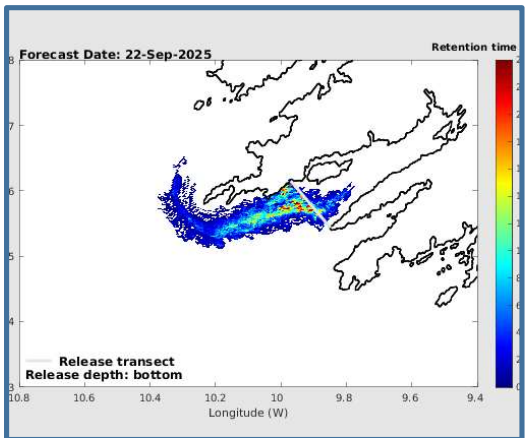 Forecast Date: 22-Sep-2025
Retention time
8
7
6
5
4
3
10.8 10.6 10.4 10.2 10 9.8 9.6 9.4
Release transect
Release depth: bottom
Longitude (W)